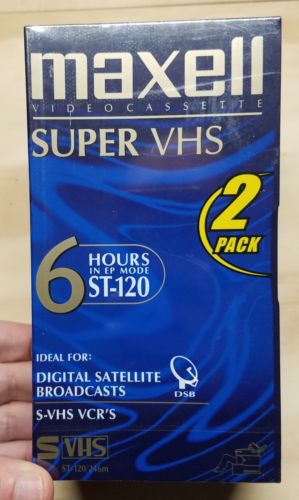 maxell
VIDEOCASSETTE
SUPER VHS
2
PACK
6 HOURS
IN EP MODE
ST-120
IDEAL FOR:
DIGITAL SATELLITE
BROADCASTS
DSB
S-VHS VCR'S
S VHS
ST-120/246m